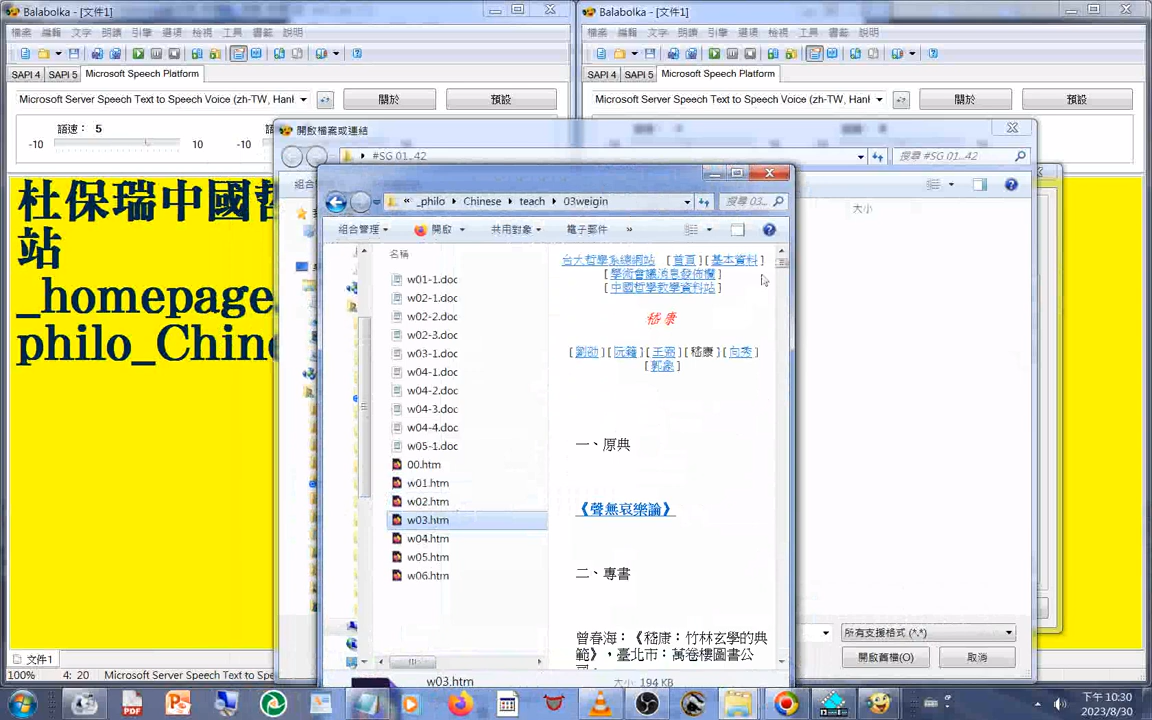 Balabolka - [文件1]
檔案 編輯 文字 朗讀 引擎 選項 檢視 工具 書籤 說明
SAPI 4 SAPI 5 Microsoft Speech Platform
Microsoft Server Speech Text to Speech Voice (zh-TW, Hanl
關於
預設
語速： 5
-10 10 -10
杜保瑞中國哲
站
_homepage
philo_Chine
文件1
100% 4: 20 Microsoft Server Speech Text to Speech
Balabolka - [文件1]
檔案 編輯 文字 朗讀 引擎 選項 檢視 工具 書籤 說明
SAPI 4 SAPI 5 Microsoft Speech Platform
Microsoft Server Speech Text to Speech Voice (zh-TW, Hanl
關於
預設
開啟檔案或連結
#SG 01..42
搜尋 #SG 01..42
大小
所有支援格式 (*.*)
開啟舊檔(O)
取消
« _philo Chinese teach 03weigin
搜尋 03...
組合管理 開啟 共用對象 電子郵件 »
名稱
w01-1.doc
w02-1.doc
w02-2.doc
w02-3.doc
w03-1.doc
w04-1.doc
w04-2.doc
w04-3.doc
w04-4.doc
w05-1.doc
00.htm
w01.htm
w02.htm
w03.htm
w04.htm
w05.htm
w06.htm
台大哲學系總網站 [首頁][基本資料]
[學術會議消息發佈欄]
[中國哲學教學資料站]
嵇康
[劉劭][阮籍][王弼][嵇康][向秀]
[郭象]
一、原典
《聲無哀樂論》
二、專書
曾春海：《嵇康：竹林玄學的典
範》，臺北市：萬卷樓圖書公
司，
w03.htm
大小: 194 KB
下午 10:30
2023/8/30